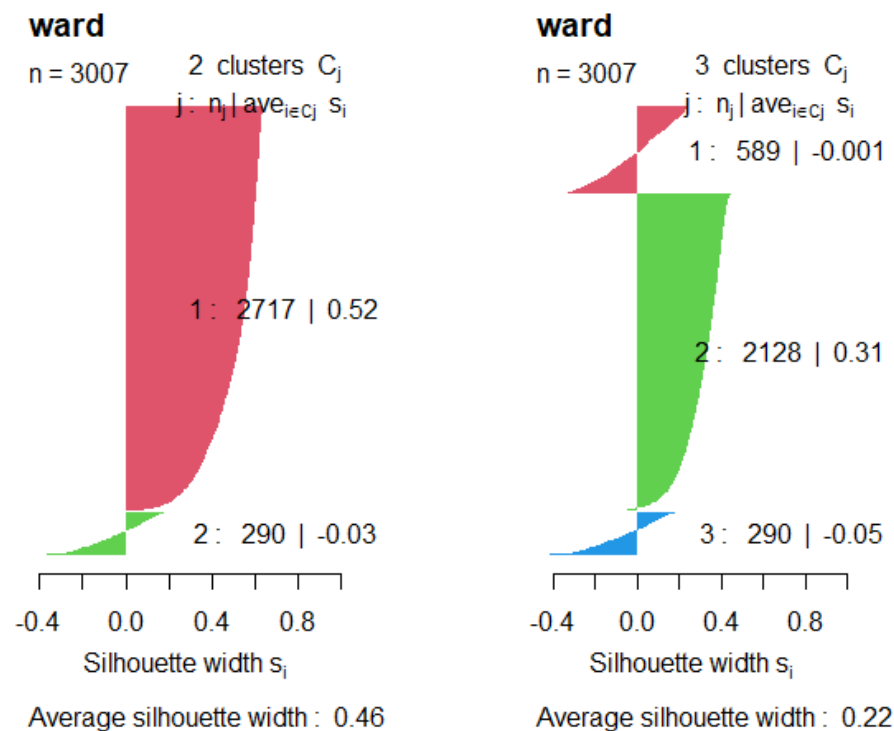 ward
n = 3007
2 clusters Cj
j : nj | avei∈Cj si
1 : 2717 | 0.52
2 : 290 | -0.03
-0.4 0.0 0.4 0.8
Silhouette width si
Average silhouette width : 0.46
ward
n = 3007
3 clusters Cj
j : nj | avei∈Cj si
1 : 589 | -0.001
2 : 2128 | 0.31
3 : 290 | -0.05
-0.4 0.0 0.4 0.8
Silhouette width si
Average silhouette width : 0.22